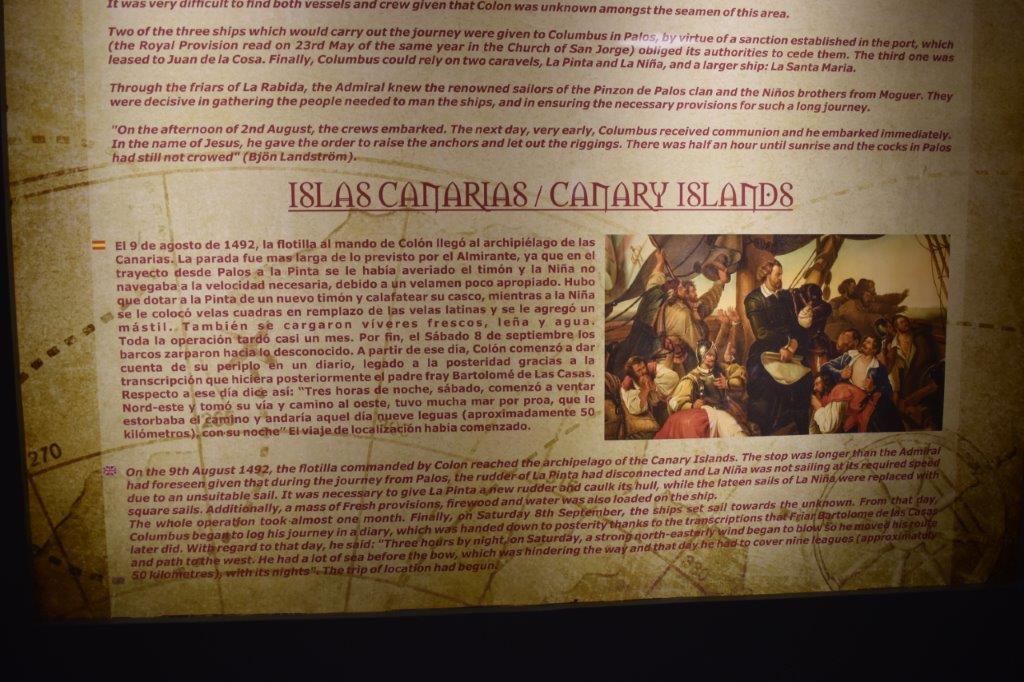 It was very difficult to find both vessels and crew given that Colon was unknown amongst the seamen of this area.
Two of the three ships which would carry out the journey were given to Columbus in Palos, by virtue of a sanction established in the port, which
(the Royal Provision read on 23rd May of the same year in the Church of San Jorge) obliged its authorities to cede them. The third one was
leased to Juan de la Cosa. Finally, Columbus could rely on two caravels, La Pinta and La Niña, and a larger ship: La Santa Maria.
Through the friars of La Rabida, the Admiral knew the renowned sailors of the Pinzon de Palos clan and the Niños brothers from Moguer. They
were decisive in gathering the people needed to man the ships, and in ensuring the necessary provisions for such a long journey.
"On the afternoon of 2nd August, the crews embarked. The next day, very early, Columbus received communion and he embarked immediately.
In the name of Jesus, he gave the order to raise the anchors and let out the riggings. There was half an hour until sunrise and the cocks in Palos
had still not crowed" (Bjön Landström).
ISLAS CANARIAS / CANARY ISLANDS
El 9 de agosto de 1492, la flotilla al mando de Colón llegó al archipiélago de las
Canarias. La parada fue mas larga de lo previsto por el Almirante, ya que en el
trayecto desde Palos a la Pinta se le había averiado el timón y la Niña no
navegaba a la velocidad necesaria, debido a un velamen poco apropiado. Hubo
que dotar a la Pinta de un nuevo timón y calafatear su casco, mientras a la Niña
se le colocó velas cuadras en remplazo de las velas latinas y se le agregó un
mástil. También se cargaron víveres frescos, leña y agua.
Toda la operación tardó casi un mes. Por fin, el Sábado 8 de septiembre los
barcos zarparon hacia lo desconocido. A partir de ese día, Colón comenzó a dar
cuenta de su periplo en un diario, legado a la posteridad gracias a la
transcripción que hiciera posteriormente el padre fray Bartolomé de Las Casas.
Respecto a ese día dice así: "Tres horas de noche, sábado, comenzó a ventar
Nord-este y tomó su vía y camino al oeste, tuvo mucha mar por proa, que le
estorbaba el camino y andaría aquel día nueve leguas (aproximadamente 50
kilómetros), con su noche" El viaje de localización habia comenzado.
270
On the 9th August 1492, the flotilla commanded by Colon reached the archipelago of the Canary Islands. The stop was longer than the Admiral
had foreseen given that during the journey from Palos, the rudder of La Pinta had disconnected and La Niña was not sailing at its required speed
due to an unsuitable sail. It was necessary to give La Pinta a new rudder and caulk its hull, while the lateen sails of La Niña were replaced with
square sails. Additionally, a mass of Fresh provisions, firewood and water was also loaded on the ship.
The whole operation took almost one month. Finally, on Saturday 8th September, the ships set sail towards the unknown. From that day,
Columbus began to log his journey in a diary, which was handed down to posterity thanks to the transcriptions that Friar Bartolome de las Casas
later did. With regard to that day, he said: "Three hours by night, on Saturday, a strong north-easterly wind began to blow so he moved his route
and path to the west. He had a lot of sea before the bow, which was hindering the way and that day he had to cover nine leagues (approximately
50 kilometres), with its nights". The trip of location had begun.